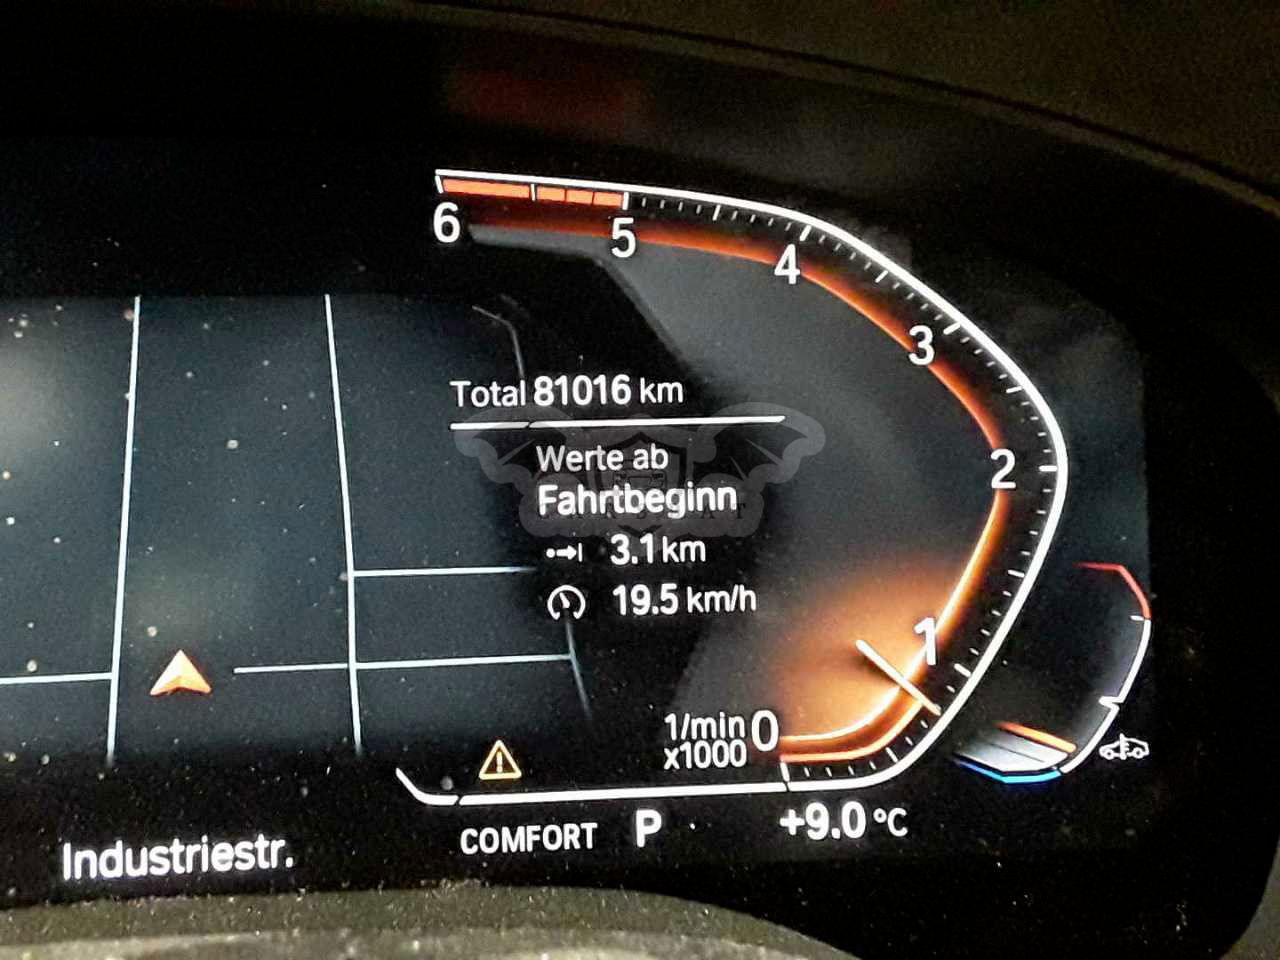 6
5
4
3
Total 81016 km
Werte ab
2
Fahrtbeginn
3.1 km
19.5 km/h
1
1/min 0
x1000
COMFORT P +9.0 °C
Industriestr.